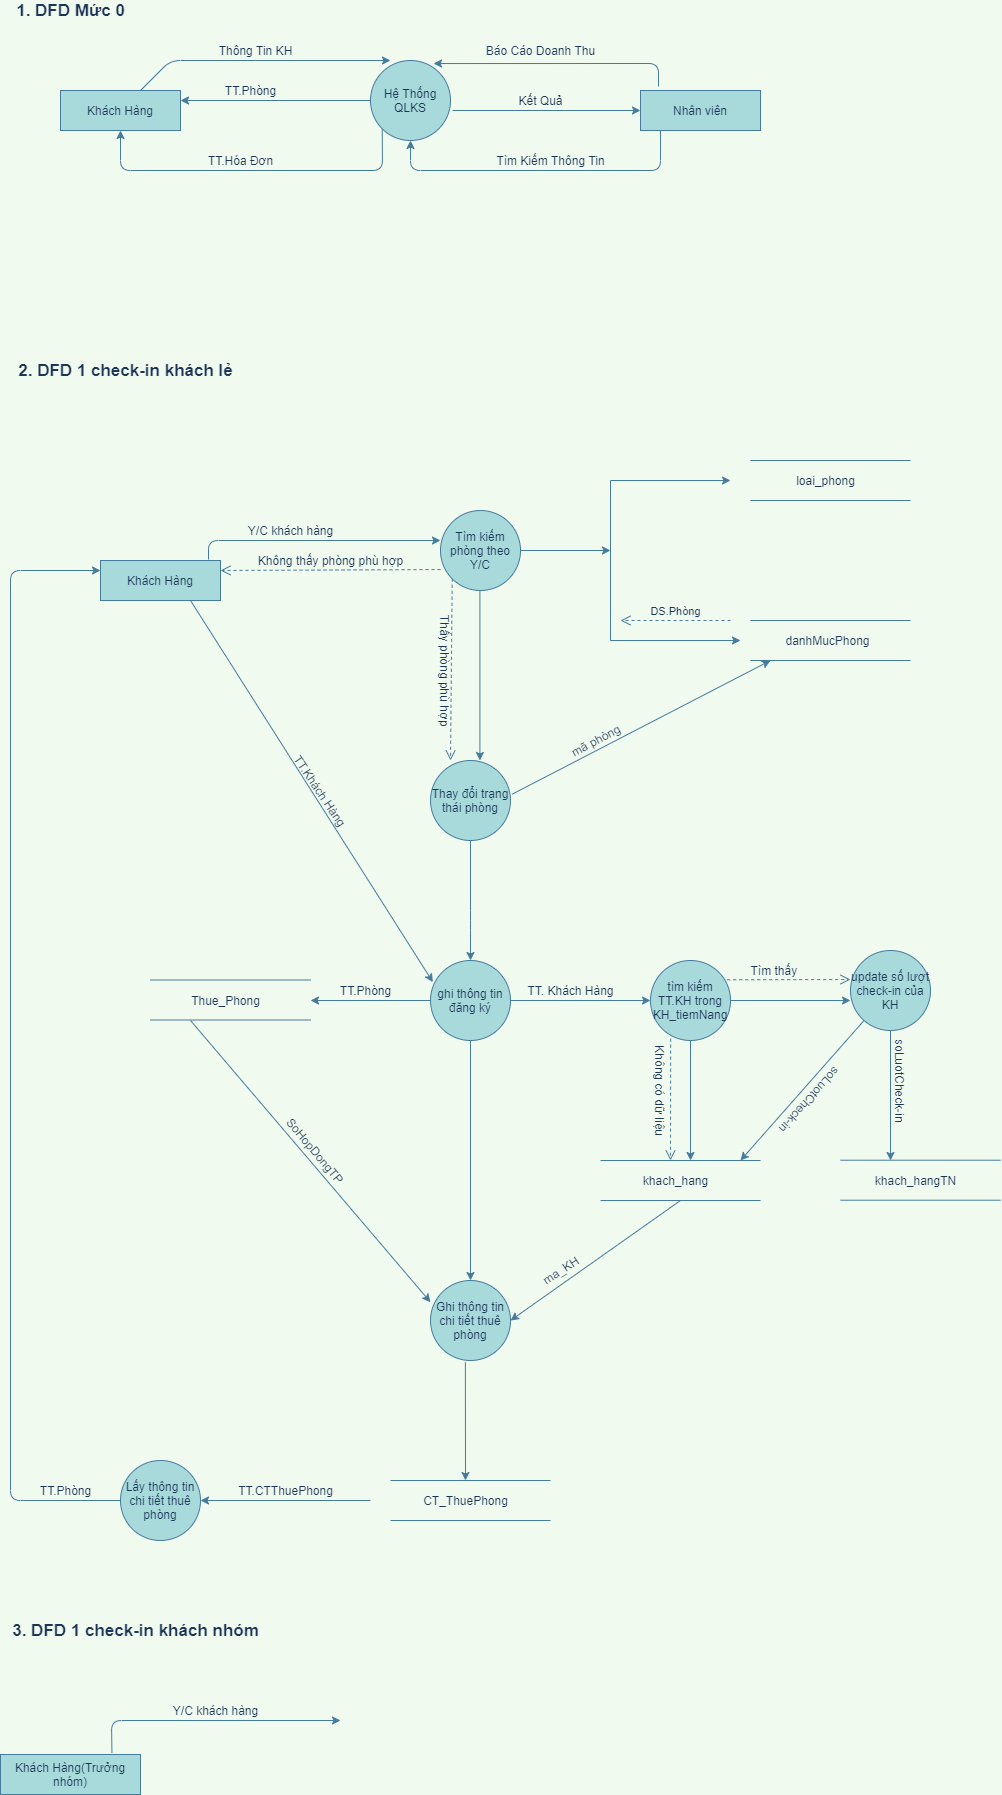 1. DFD Mức 0
Thông Tin KH
Báo Cáo Doanh Thu
Khách Hàng
TT.Phòng
Hệ Thống
QLKS
Kết Quả
Nhân viên
TT.Hóa Đơn
Tìm Kiếm Thông Tin
2. DFD 1 check-in khách lẻ
loai_phong
Y/C khách hàng
Tìm kiếm
phòng theo
Y/C
Không thấy phòng phù hợp
Khách Hàng
DS.Phòng
danhMucPhong
Thấy phòng phù hợp
mã phòng
TT.Khách Hàng
Thay đổi trạng
thái phòng
Thue_Phong
TT.Phòng
ghi thông tin
đăng ký
TT. Khách Hàng
tìm kiếm
TT.KH trong
KH_tiemNang
Tìm thấy
update số lượt
check-in của
KH
Không có dữ liệu
soLuotCheck-in
soLuotCheck-in
SoHopDongTP
khach_hang
khach_hangTN
ma_KH
Ghi thông tin
chi tiết thuê
phòng
TT.Phòng
Lấy thông tin
chi tiết thuê
phòng
TT.CTThuePhong
CT_ThuePhong
3. DFD 1 check-in khách nhóm
Y/C khách hàng
Khách Hàng(Trưởng
nhóm)